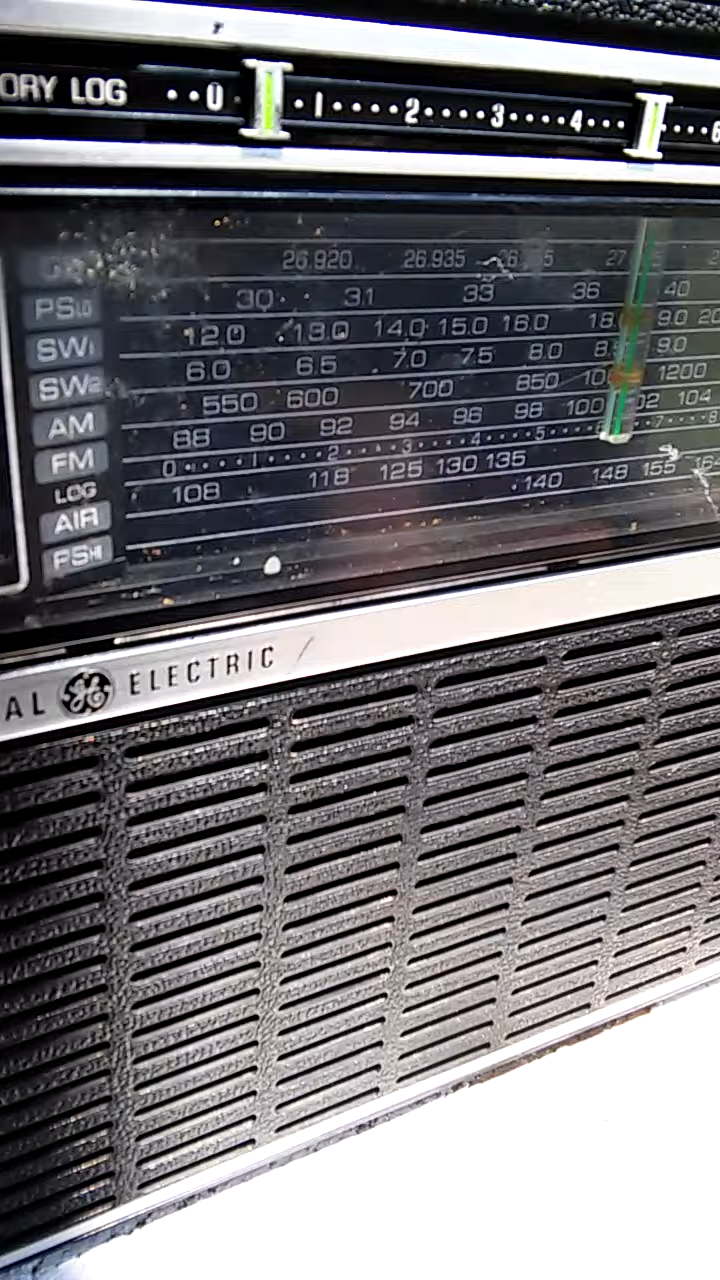 ORY LOG 0 1 2 3 4
26.920 26.935 27
PSLO 30 31 33 36 40
SW1 12.0 13.0 14.0 15.0 16.0 18. 9.0 20
SW2 6.0 6.5 7.0 7.5 8.0 8. 9.0
AM 550 600 700 850 10 1200
FM 88 90 92 94 96 98 100 102 104
LOG 0 1 2 3 4 5 7 8
AIR 108 118 125 130 135
PSHI 140 148 155 16
AL GE ELECTRIC